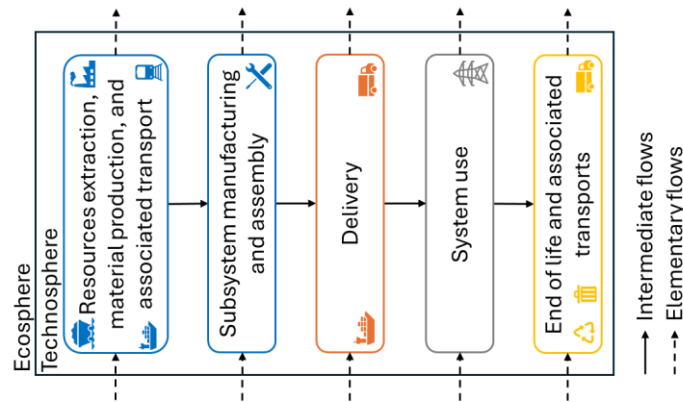 Ecosphere
Technosphere
Resources extraction,
material production, and
associated transport
Subsystem manufacturing
and assembly
Delivery
System use
End of life and associated
transports
Intermediate flows
Elementary flows